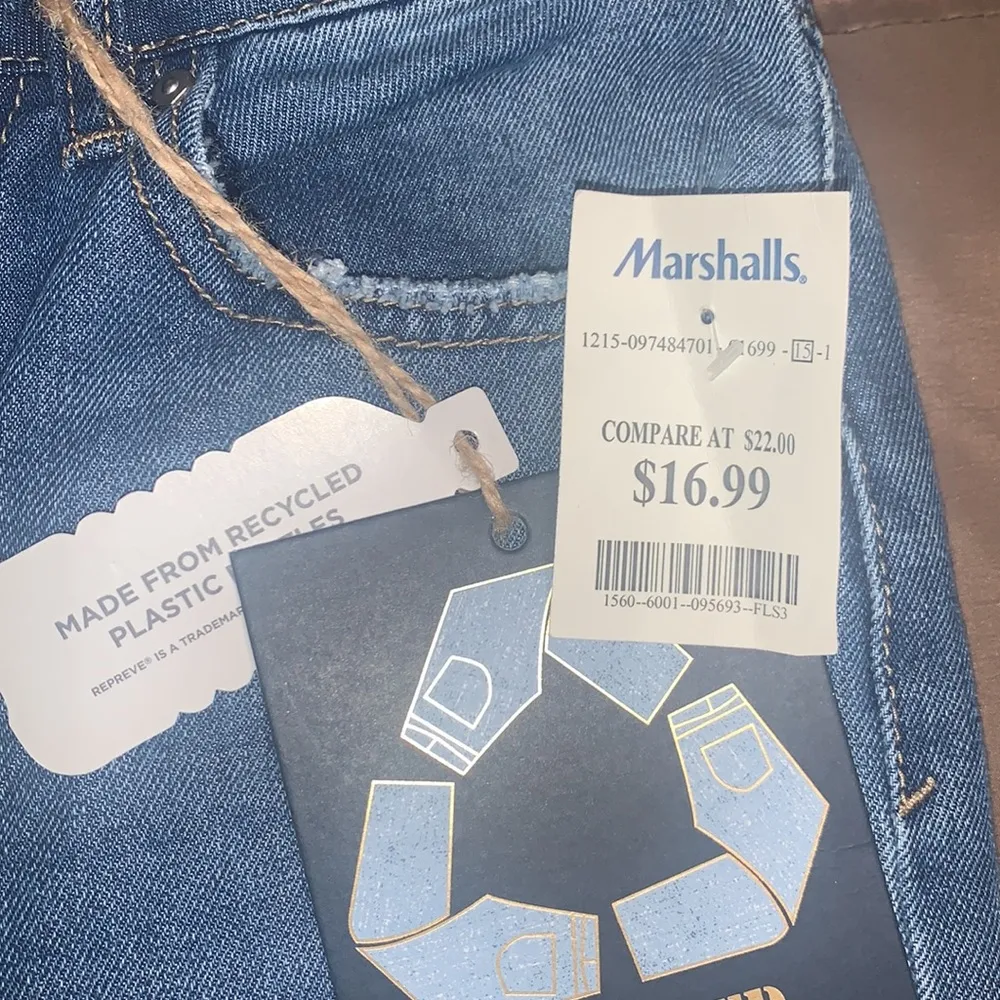 Marshalls®
1215-097484701- 1699 - 15 -1
COMPARE AT $22.00
$16.99
1560--6001--095693--FLS3
MADE FROM RECYCLED
PLASTIC
REPREVE® IS A